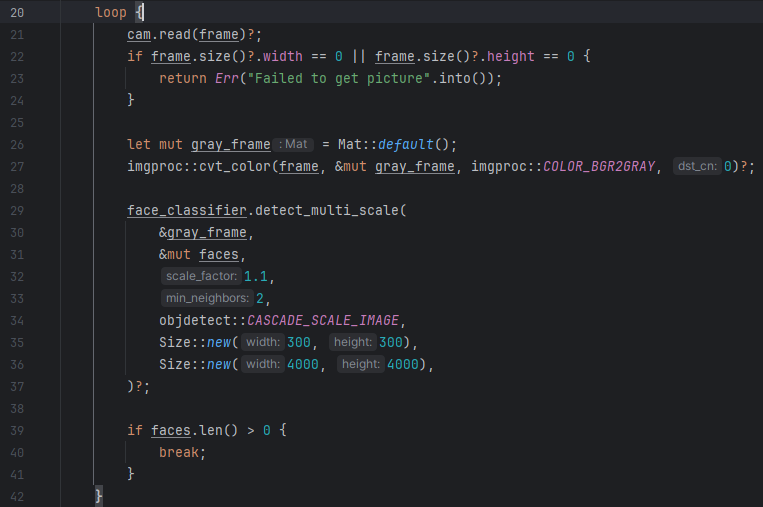 20 loop {
21 cam.read(frame)?;
22 if frame.size()?.width == 0 || frame.size()?.height == 0 {
23 return Err("Failed to get picture".into());
24 }
25
26 let mut gray_frame : Mat = Mat::default();
27 imgproc::cvt_color(frame, &mut gray_frame, imgproc::COLOR_BGR2GRAY, dst_cn: 0)?;
28
29 face_classifier.detect_multi_scale(
30 &gray_frame,
31 &mut faces,
32 scale_factor: 1.1,
33 min_neighbors: 2,
34 objdetect::CASCADE_SCALE_IMAGE,
35 Size::new( width: 300, height: 300),
36 Size::new( width: 4000, height: 4000),
37 )?;
38
39 if faces.len() > 0 {
40 break;
41 }
42 }